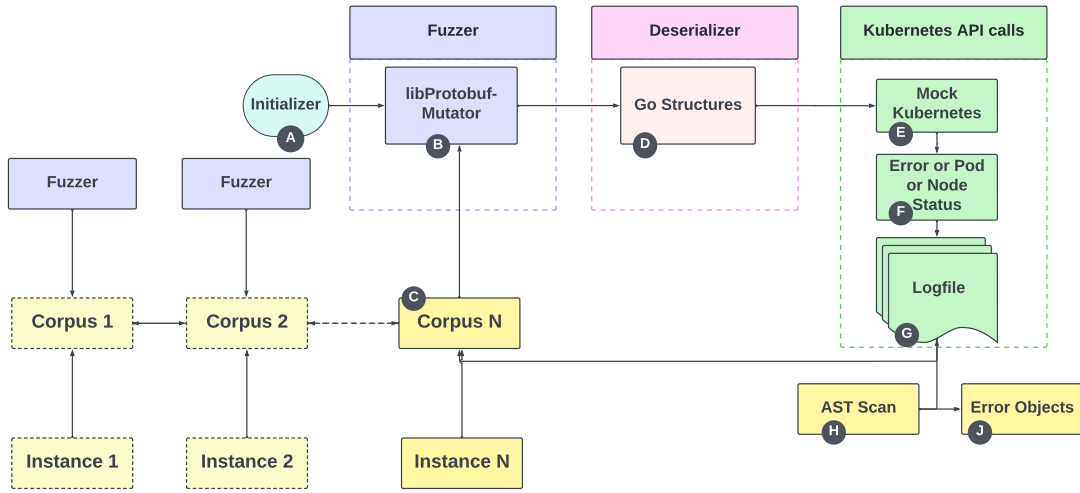 Fuzzer
Deserializer
Kubernetes API calls
Initializer
A
libProtobuf-
Mutator
B
Go Structures
D
Mock
Kubernetes
E
Error or Pod
or Node
Status
F
Fuzzer
Fuzzer
Logfile
G
C
Corpus 1
Corpus 2
Corpus N
AST Scan
H
Error Objects
J
Instance 1
Instance 2
Instance N